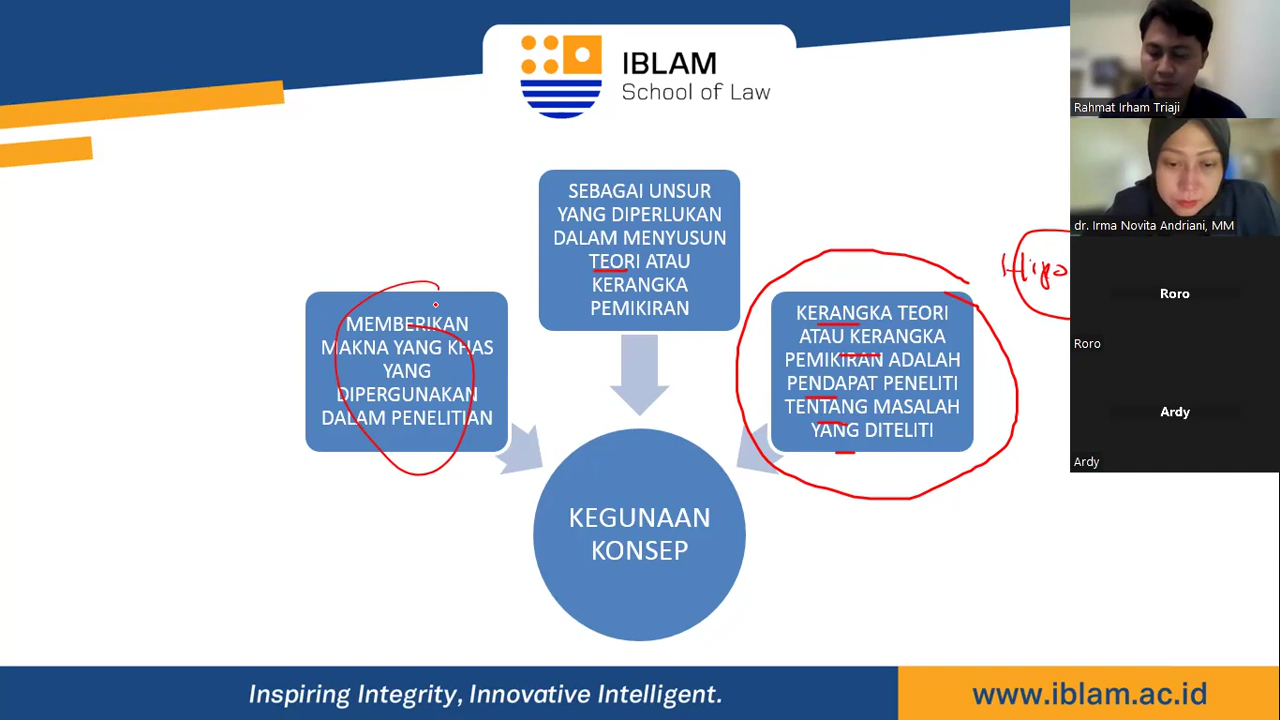 IBLAM
School of Law
SEBAGAI UNSUR
YANG DIPERLUKAN
DALAM MENYUSUN
TEORI ATAU
KERANGKA
PEMIKIRAN
MEMBERIKAN
MAKNA YANG KHAS
YANG
DIPERGUNAKAN
DALAM PENELITIAN
KERANGKA TEORI
ATAU KERANGKA
PEMIKIRAN ADALAH
PENDAPAT PENELITI
TENTANG MASALAH
YANG DITELITI
KEGUNAAN
KONSEP
Rahmat Irham Triaji
dr. Irma Novita Andriani, MM
Roro
Roro
Ardy
Ardy
Inspiring Integrity, Innovative Intelligent.
www.iblam.ac.id